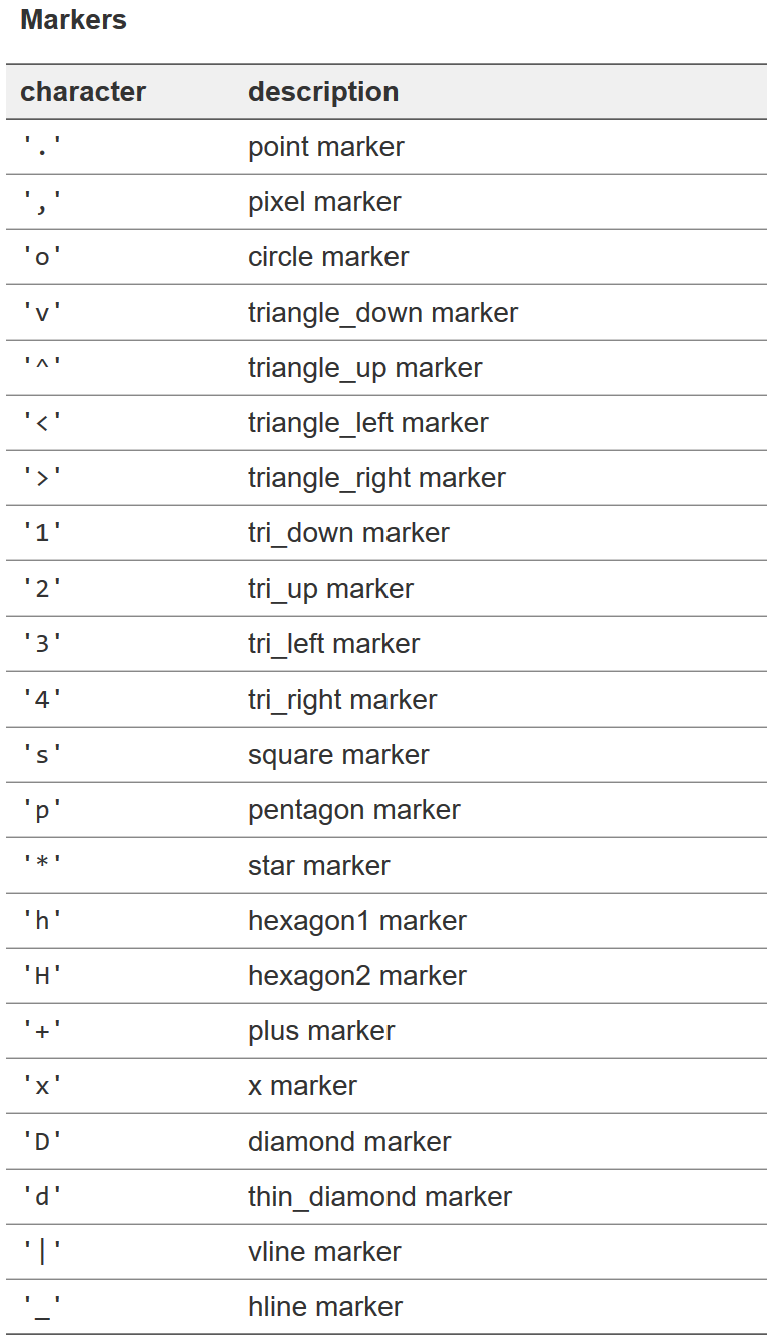 Markers
character description
'.' point marker
',' pixel marker
'o' circle marker
'v' triangle_down marker
'^' triangle_up marker
'<' triangle_left marker
'>' triangle_right marker
'1' tri_down marker
'2' tri_up marker
'3' tri_left marker
'4' tri_right marker
's' square marker
'p' pentagon marker
'*' star marker
'h' hexagon1 marker
'H' hexagon2 marker
'+' plus marker
'x' x marker
'D' diamond marker
'd' thin_diamond marker
'|' vline marker
'_' hline marker